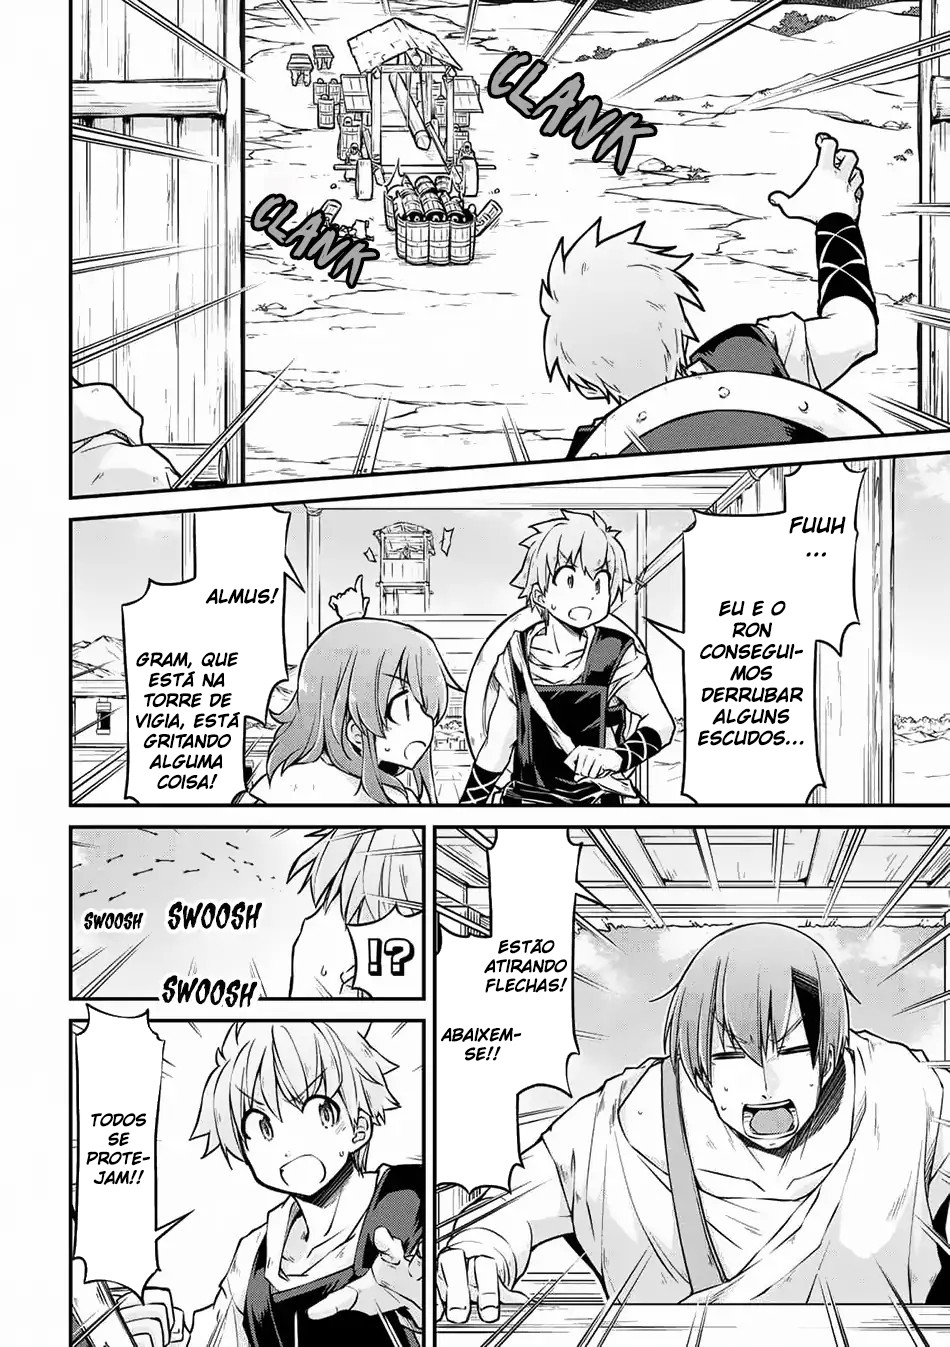 CLANK
CLANK
FUUH
...
EU E O
RON
CONSEGUI-
MOS
DERRUBAR
ALGUNS
ESCUDOS...
ALMUS!
GRAM, QUE
ESTÁ NA
TORRE DE
VIGIA, ESTÁ
GRITANDO
ALGUMA
COISA!
ESTÃO
ATIRANDO
FLECHAS!
ABAIXEM-
SE!!
!?
SWOOSH
SWOOSH
SWOOSH
TODOS
SE
PROTE-
JAM!!